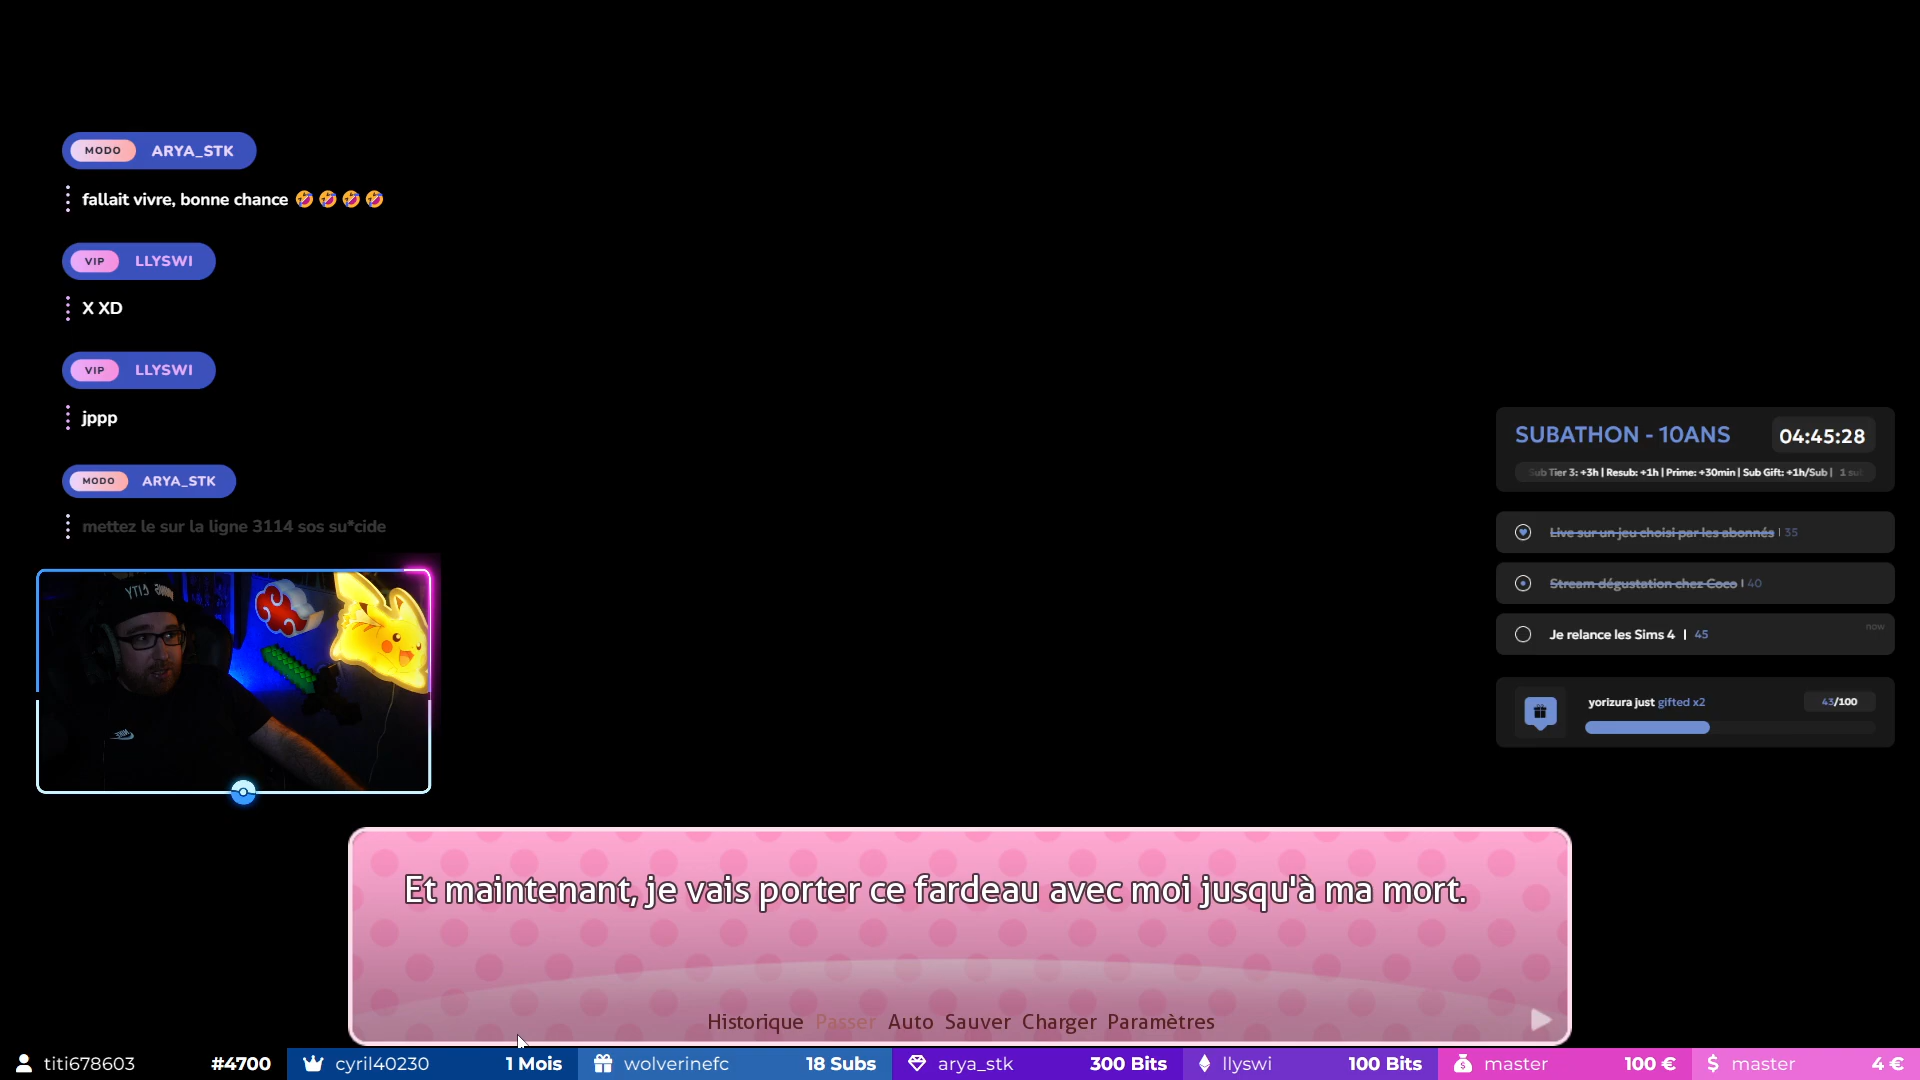 MODO ARYA_STK
fallait vivre, bonne chance 🤣 🤣 🤣 🤣
VIP LLYSWI
X XD
VIP LLYSWI
jppp
MODO ARYA_STK
mettez le sur la ligne 3114 sos su*cide
SUBATHON - 10ANS 04:45:28
Sub Tier 3: +3h | Resub: +1h | Prime: +30min | Sub Gift: +1h/Sub | 1
Live sur un jeu choisi par les abonnés | 35
Stream dégustation chez Coco | 40
Je relance les Sims 4 | 45
now
yorizura just gifted x2 43/100
Et maintenant, je vais porter ce fardeau avec moi jusqu'à ma mort.
Historique Passer Auto Sauver Charger Paramètres
titi678603 #4700 cyril40230 1 Mois wolverinefc 18 Subs arya_stk 300 Bits llyswi 100 Bits master 100 € $ master 4 €